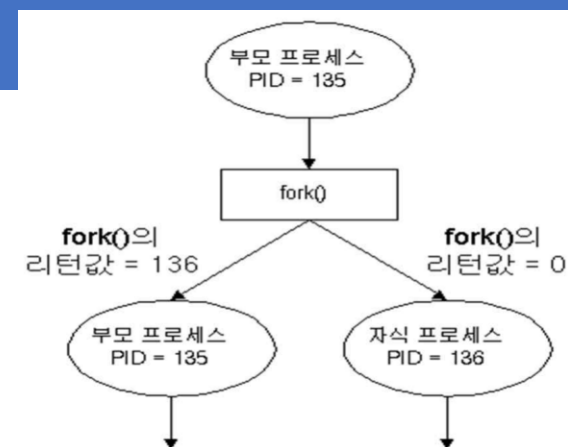 부모 프로세스
PID = 135
fork()
fork()의
리턴값 = 136
fork()의
리턴값 = 0
부모 프로세스
PID = 135
자식 프로세스
PID = 136